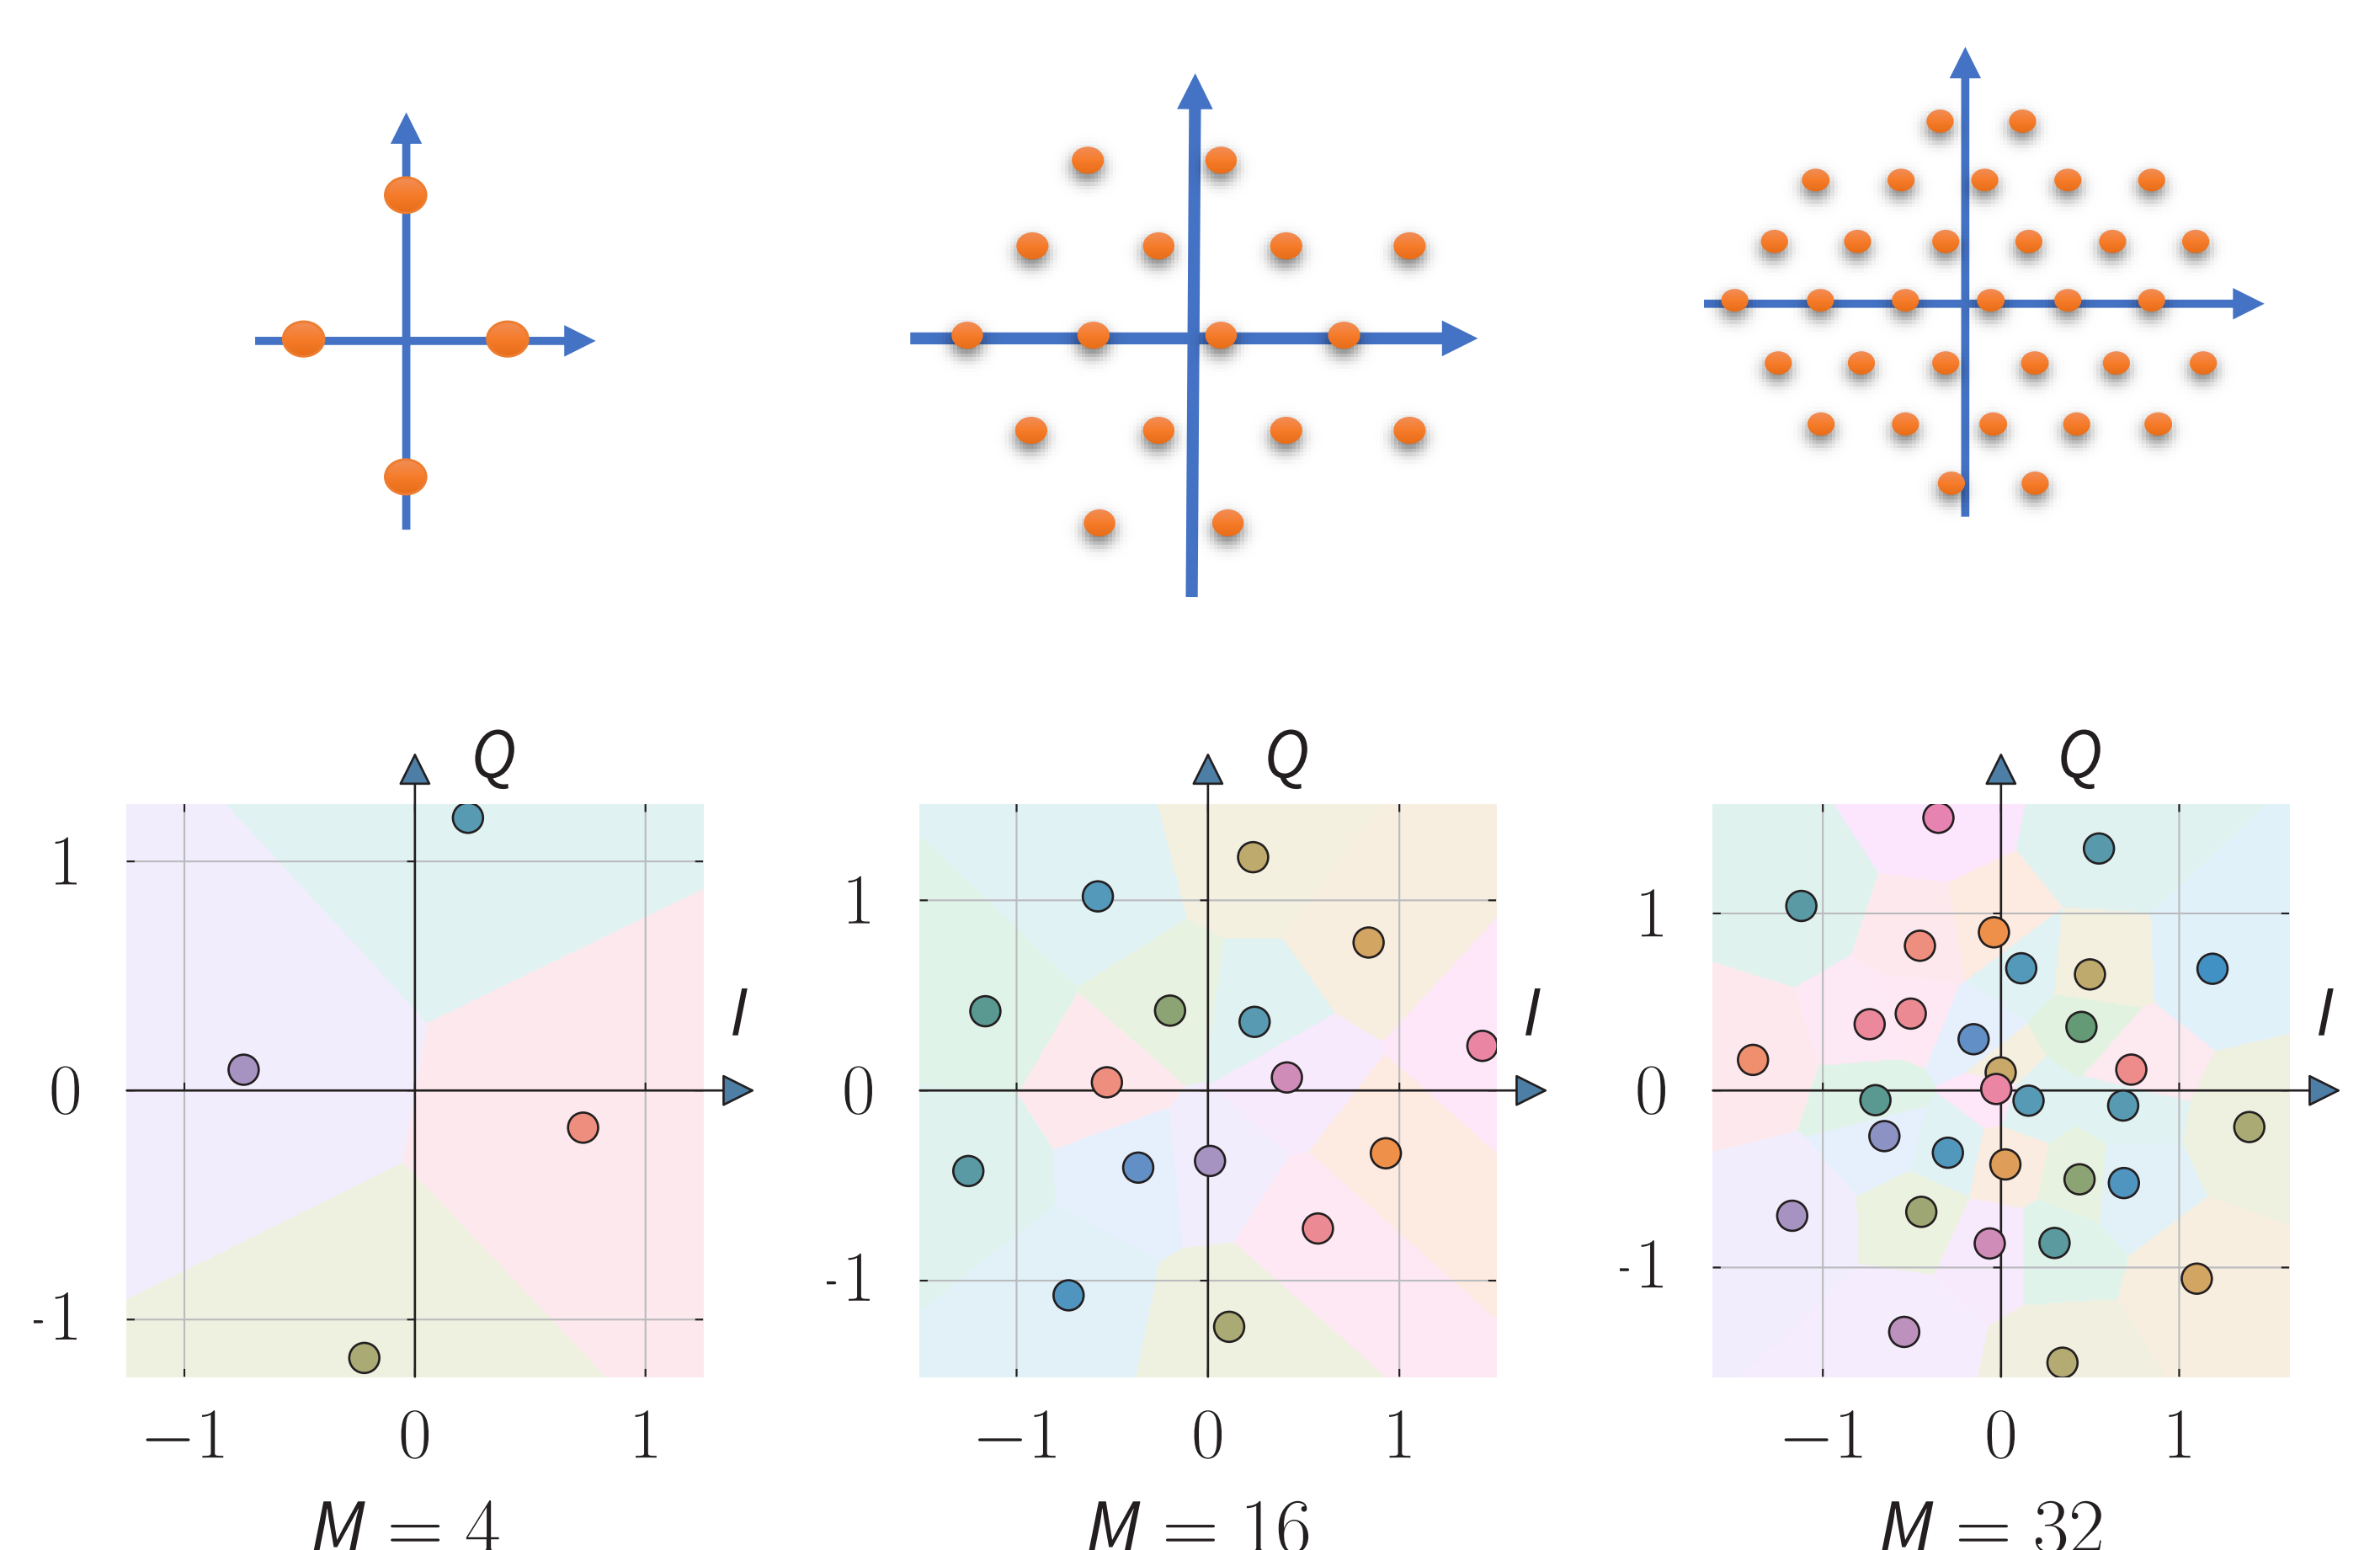 Q Q Q
1 1 1
I I I
0 0 0
-1 -1 -1
−1 0 1 −1 0 1 −1 0 1
M = 4 M = 16 M = 32